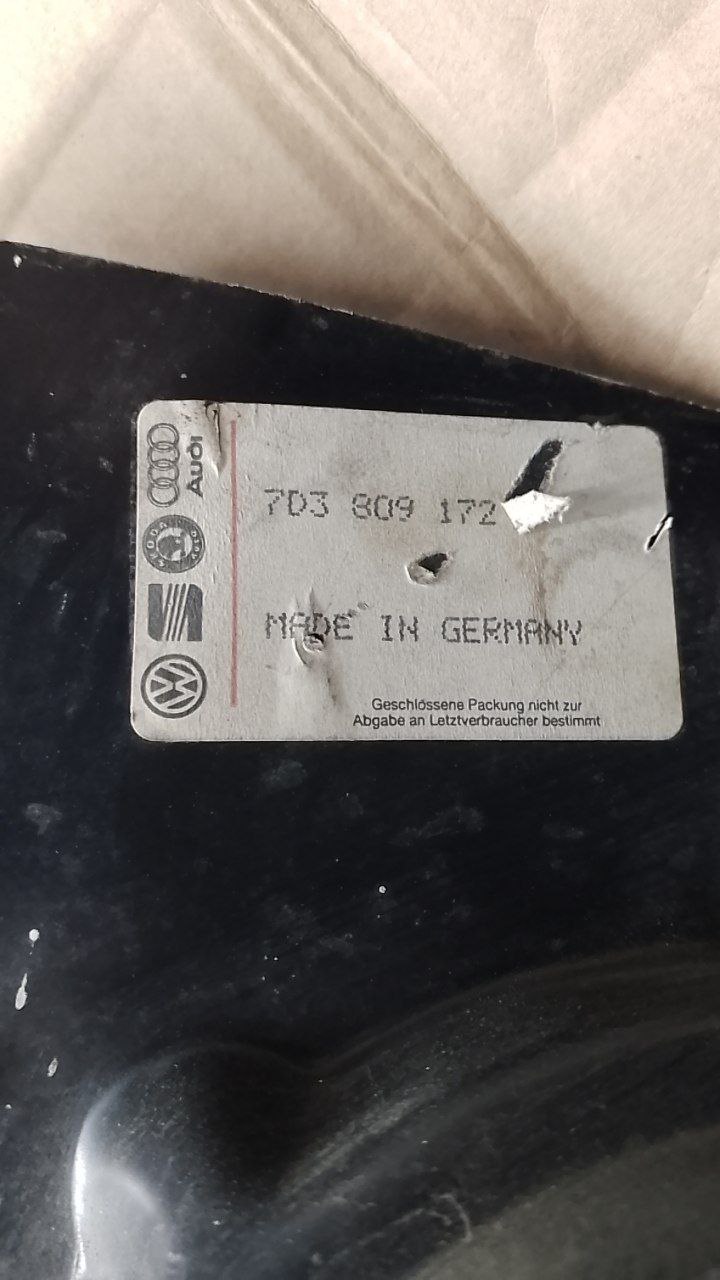 Audi
7D3 809 172
MADE IN GERMANY
Geschlossene Packung nicht zur
Abgabe an Letztverbraucher bestimmt